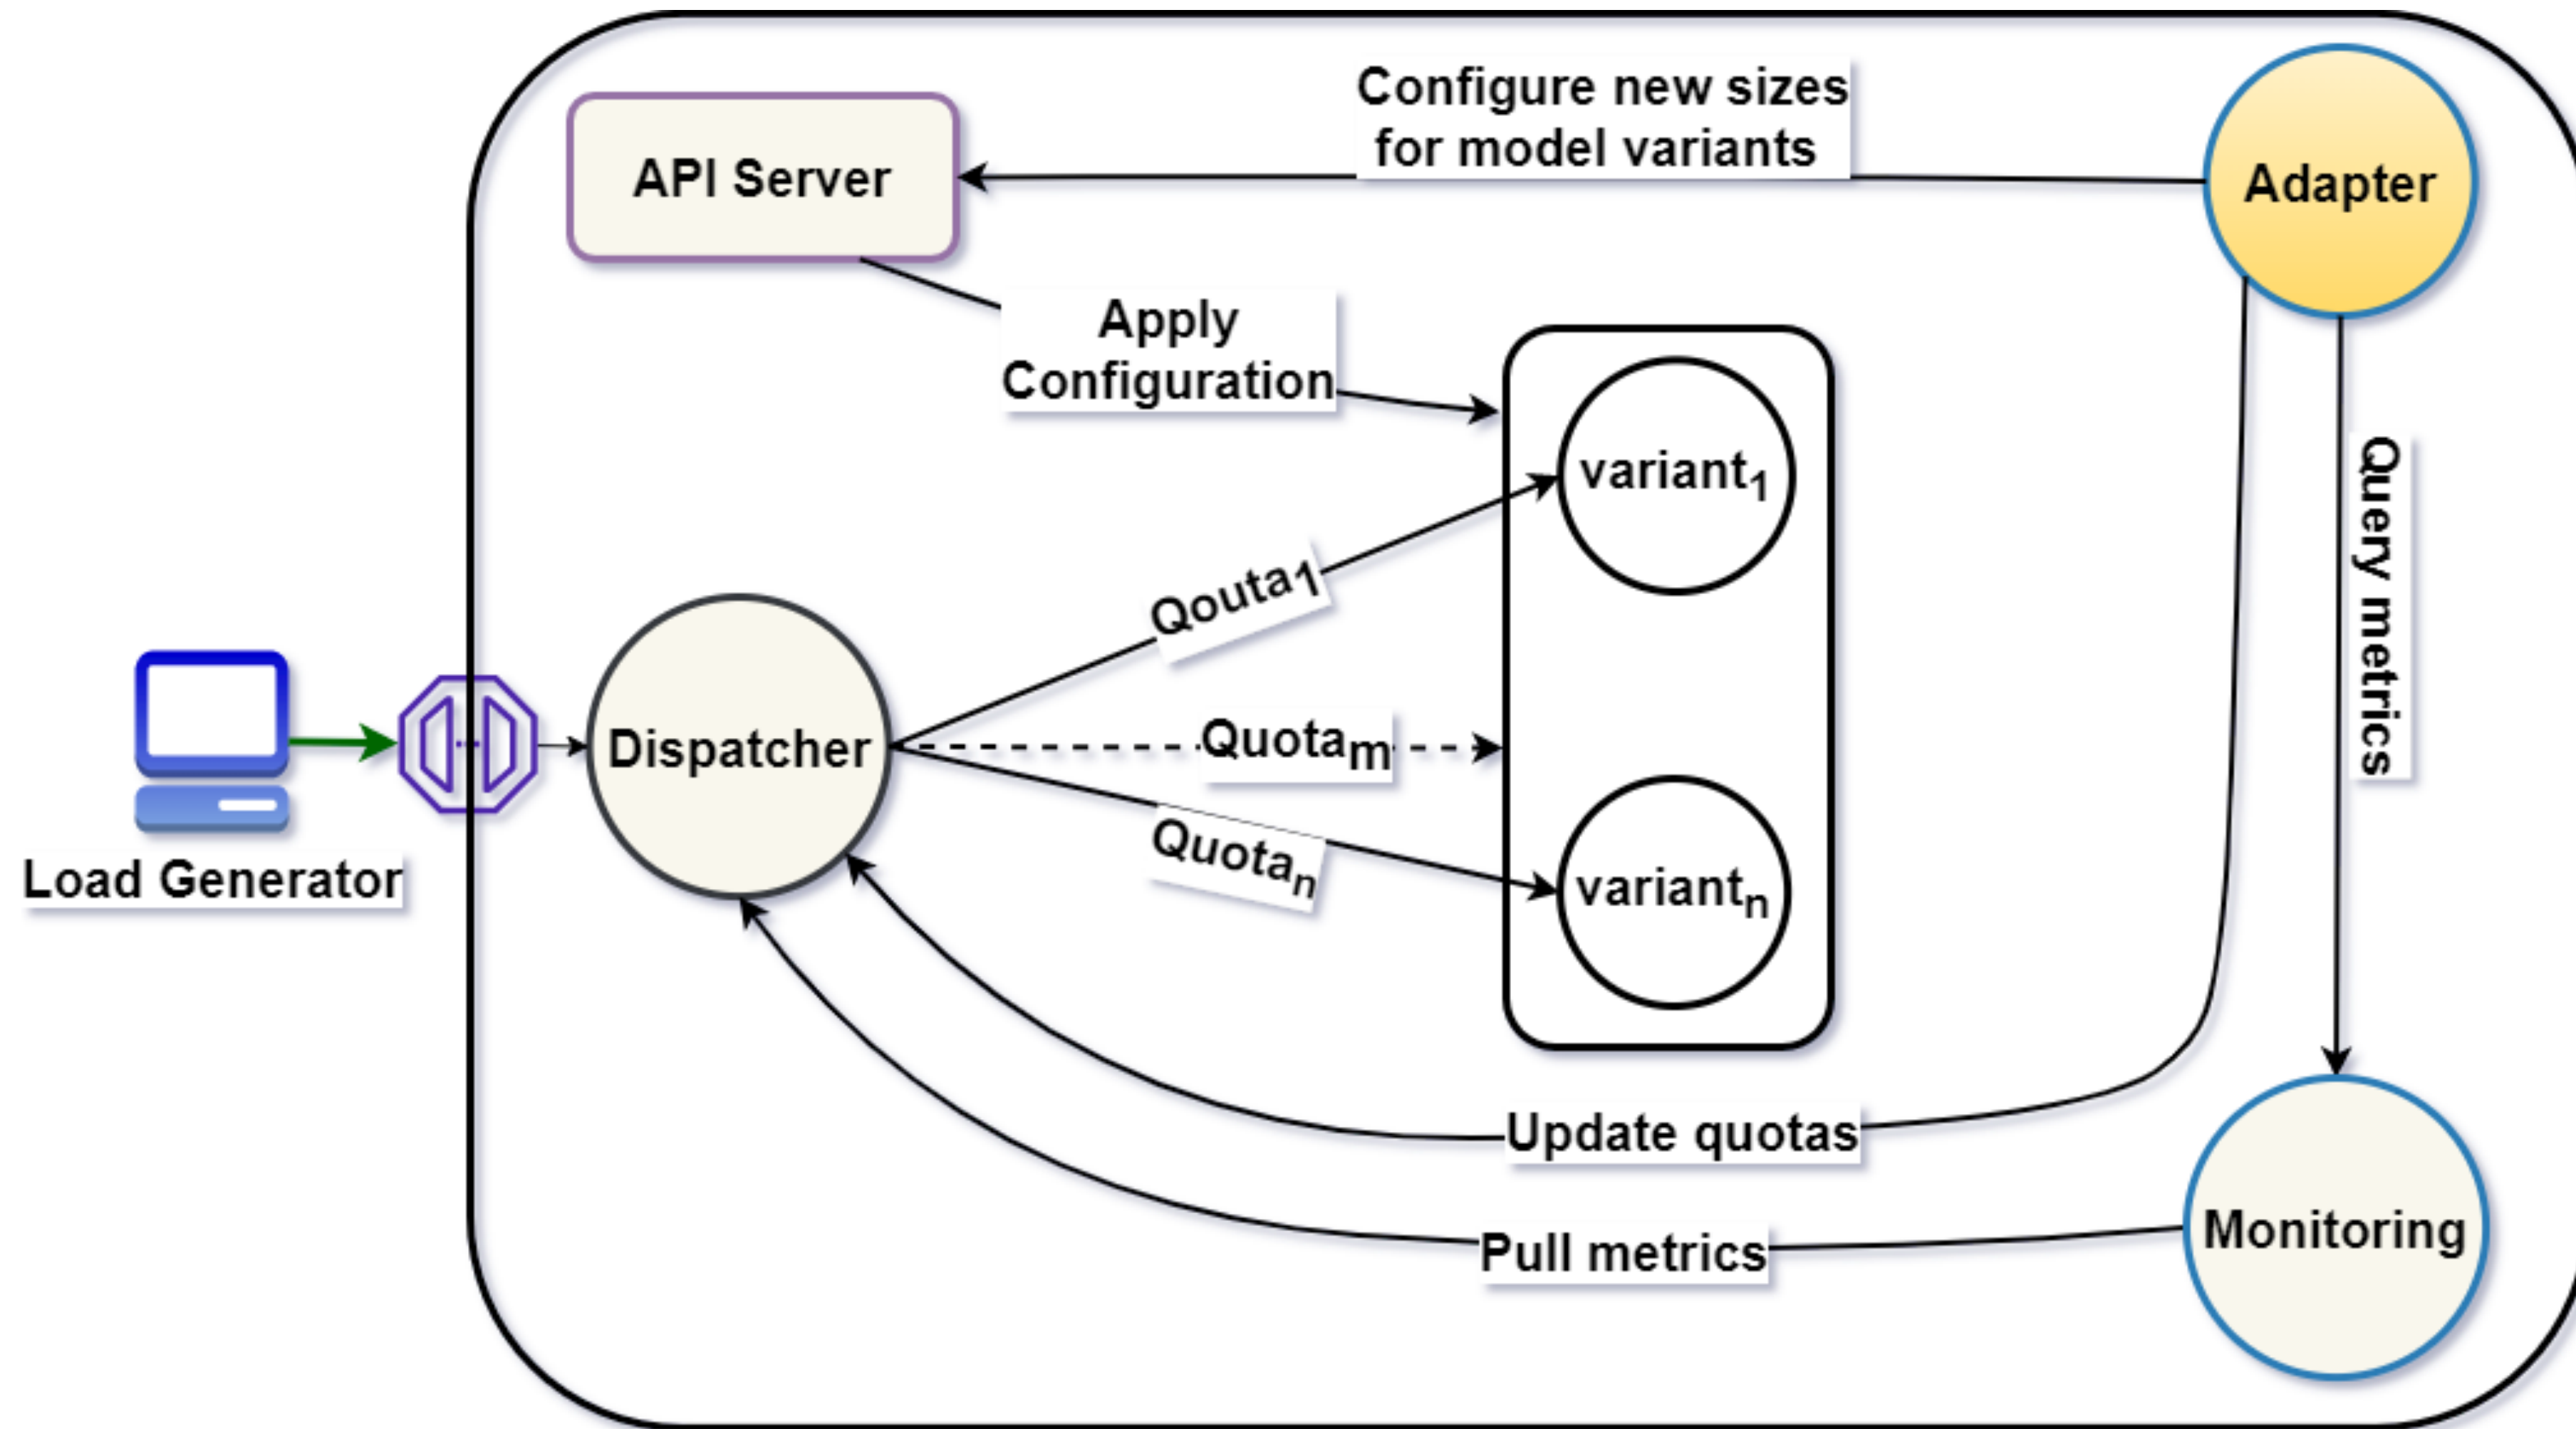 Configure new sizes
for model variants
API Server
Adapter
Apply
Configuration
variant1
Qouta1
Query metrics
Dispatcher
Quotam
Quotan
variantn
Load Generator
Update quotas
Pull metrics
Monitoring